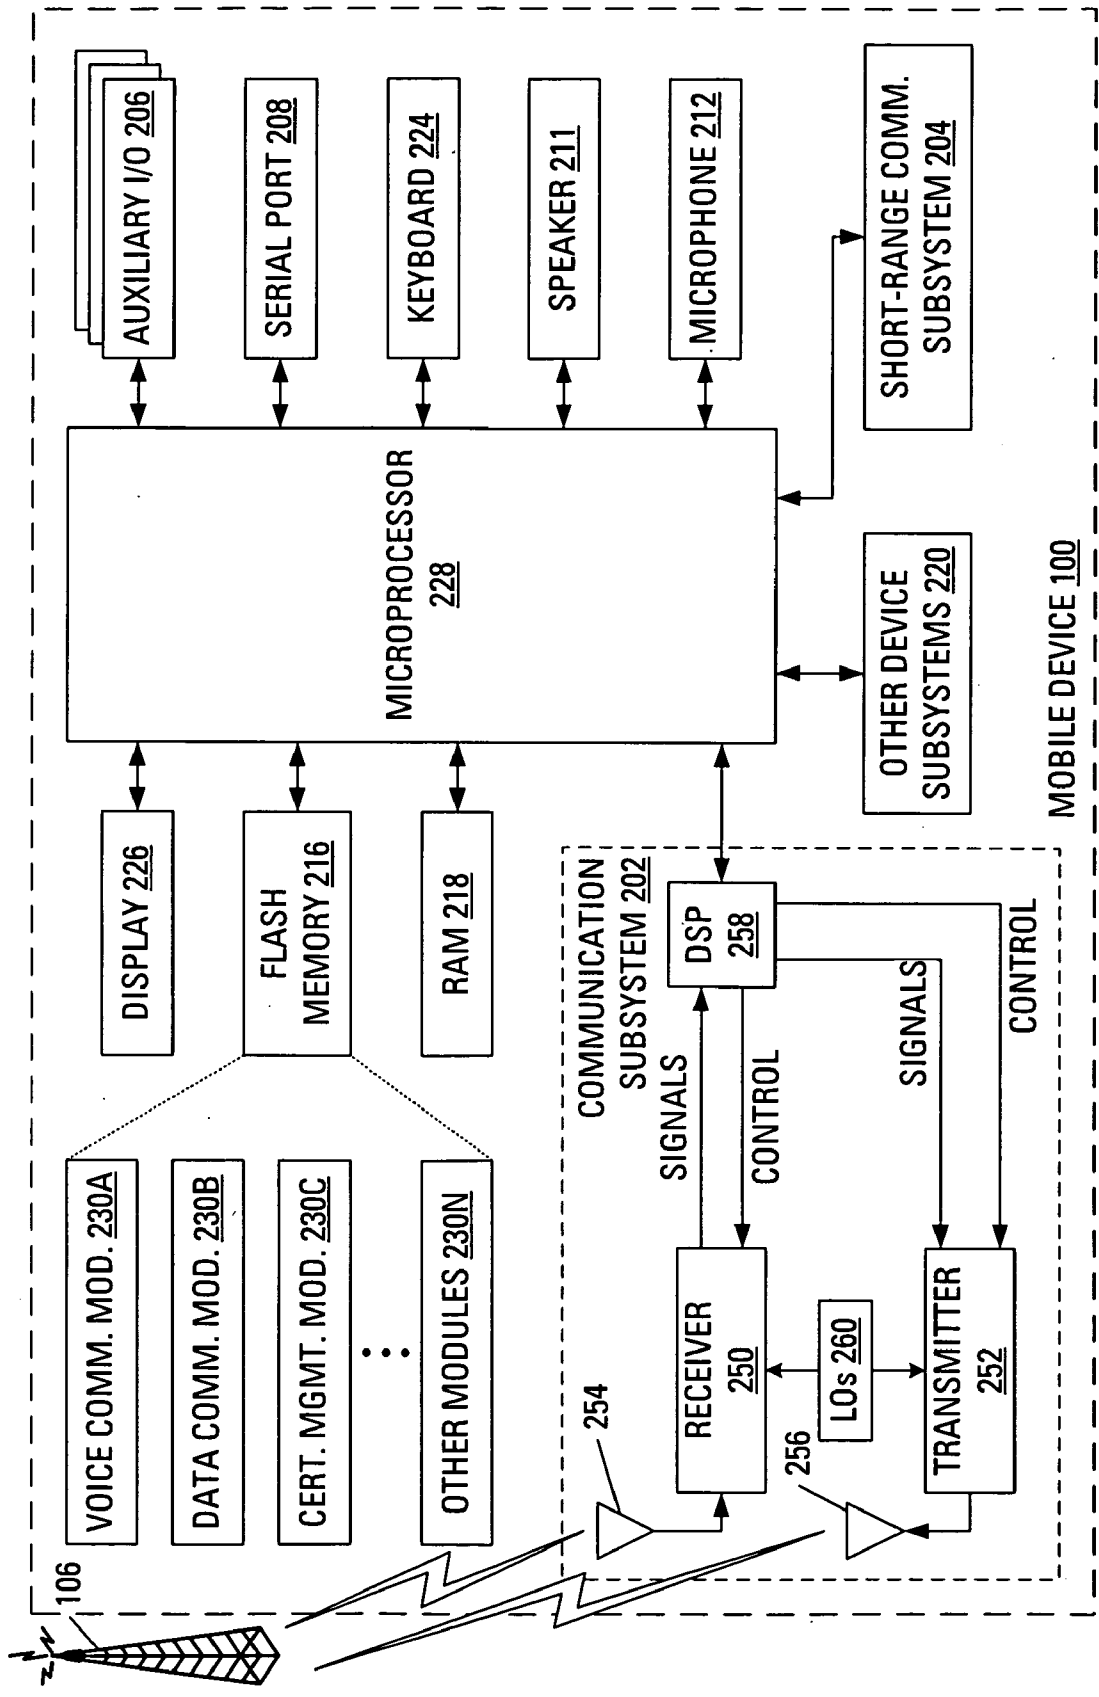 106
VOICE COMM. MOD. 230A
DATA COMM. MOD. 230B
CERT. MGMT. MOD. 230C
OTHER MODULES 230N
DISPLAY 226
FLASH
MEMORY 216
RAM 218
MICROPROCESSOR
228
AUXILIARY I/O 206
SERIAL PORT 208
KEYBOARD 224
SPEAKER 211
MICROPHONE 212
SHORT-RANGE COMM.
SUBSYSTEM 204
OTHER DEVICE
SUBSYSTEMS 220
COMMUNICATION
SUBSYSTEM 202
254
RECEIVER
250
SIGNALS
CONTROL
DSP
258
LOs 260
256
TRANSMITTER
252
SIGNALS
CONTROL
MOBILE DEVICE 100